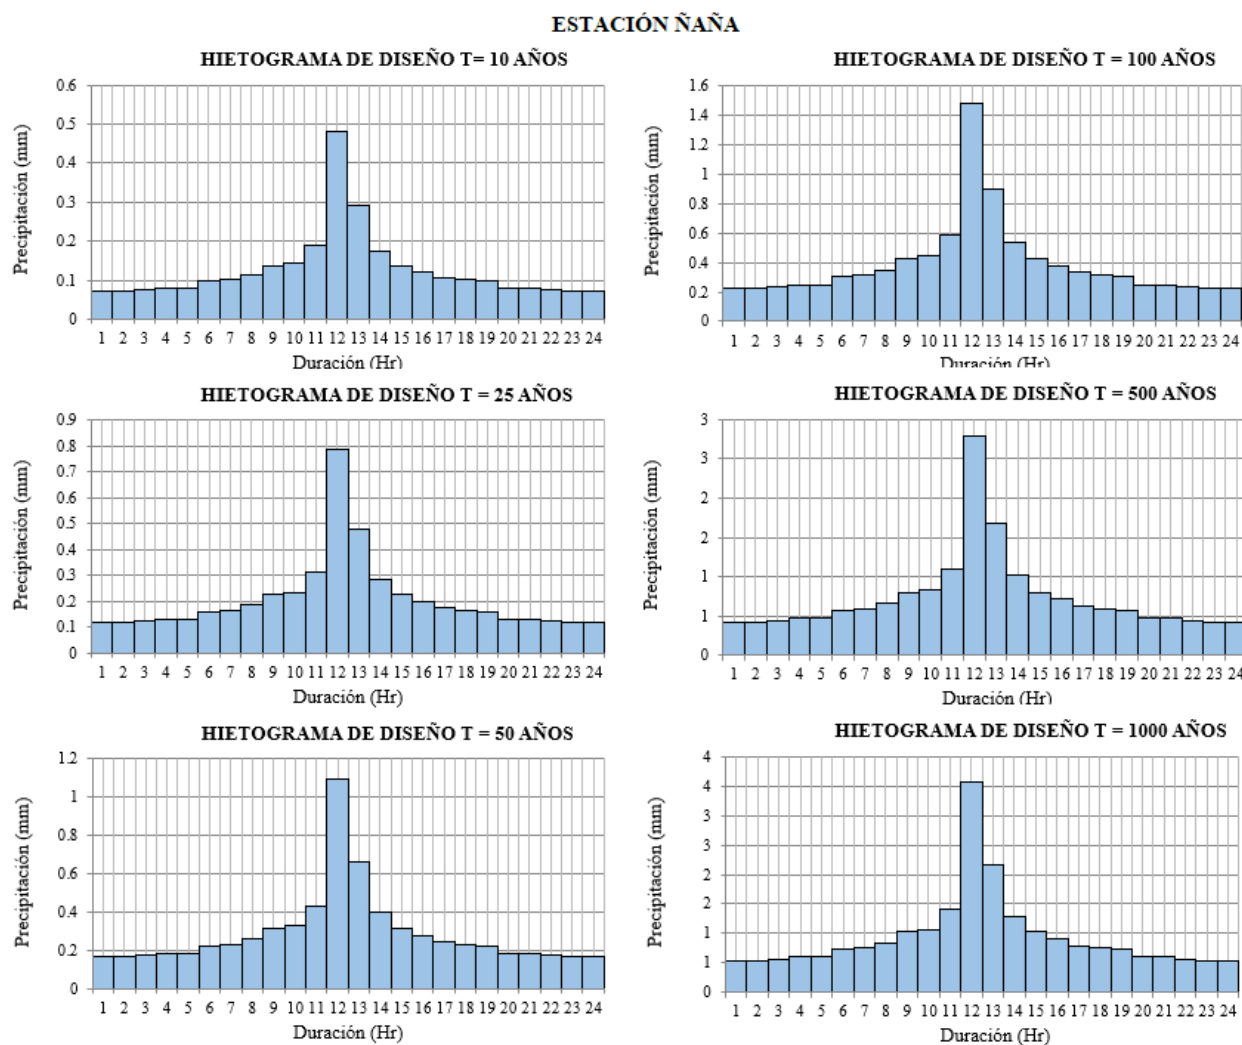 ESTACIÓN ÑAÑA
HIETOGRAMA DE DISEÑO T= 10 AÑOS
Precipitación (mm)
0.6
0.5
0.4
0.3
0.2
0.1
0
1 2 3 4 5 6 7 8 9 10 11 12 13 14 15 16 17 18 19 20 21 22 23 24
Duración (Hr)
HIETOGRAMA DE DISEÑO T = 100 AÑOS
Precipitación (mm)
1.6
1.4
1.2
1
0.8
0.6
0.4
0.2
0
1 2 3 4 5 6 7 8 9 10 11 12 13 14 15 16 17 18 19 20 21 22 23 24
Duración (Hr)
HIETOGRAMA DE DISEÑO T = 25 AÑOS
Precipitación (mm)
0.9
0.8
0.7
0.6
0.5
0.4
0.3
0.2
0.1
0
1 2 3 4 5 6 7 8 9 10 11 12 13 14 15 16 17 18 19 20 21 22 23 24
Duración (Hr)
HIETOGRAMA DE DISEÑO T = 500 AÑOS
Precipitación (mm)
3
3
2
2
1
1
0
1 2 3 4 5 6 7 8 9 10 11 12 13 14 15 16 17 18 19 20 21 22 23 24
Duración (Hr)
HIETOGRAMA DE DISEÑO T = 50 AÑOS
Precipitación (mm)
1.2
1
0.8
0.6
0.4
0.2
0
1 2 3 4 5 6 7 8 9 10 11 12 13 14 15 16 17 18 19 20 21 22 23 24
Duración (Hr)
HIETOGRAMA DE DISEÑO T = 1000 AÑOS
Precipitación (mm)
4
4
3
3
2
2
1
1
0
1 2 3 4 5 6 7 8 9 10 11 12 13 14 15 16 17 18 19 20 21 22 23 24
Duración (Hr)